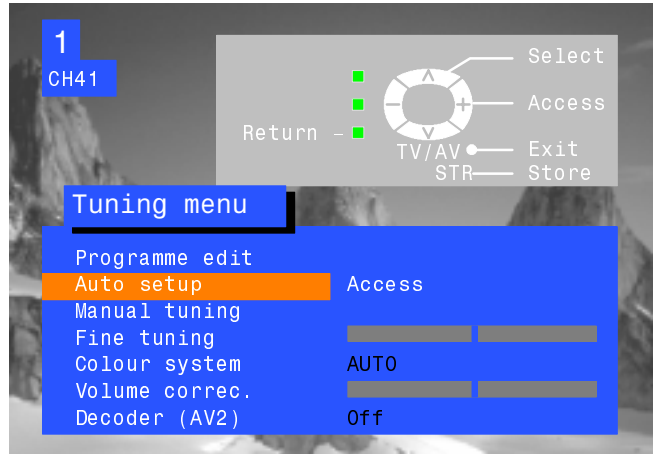 1
CH41
Select
Access
Return
TV/AV Exit
STR Store
Tuning menu
Programme edit
Auto setup Access
Manual tuning
Fine tuning
Colour system AUTO
Volume correc.
Decoder (AV2) Off